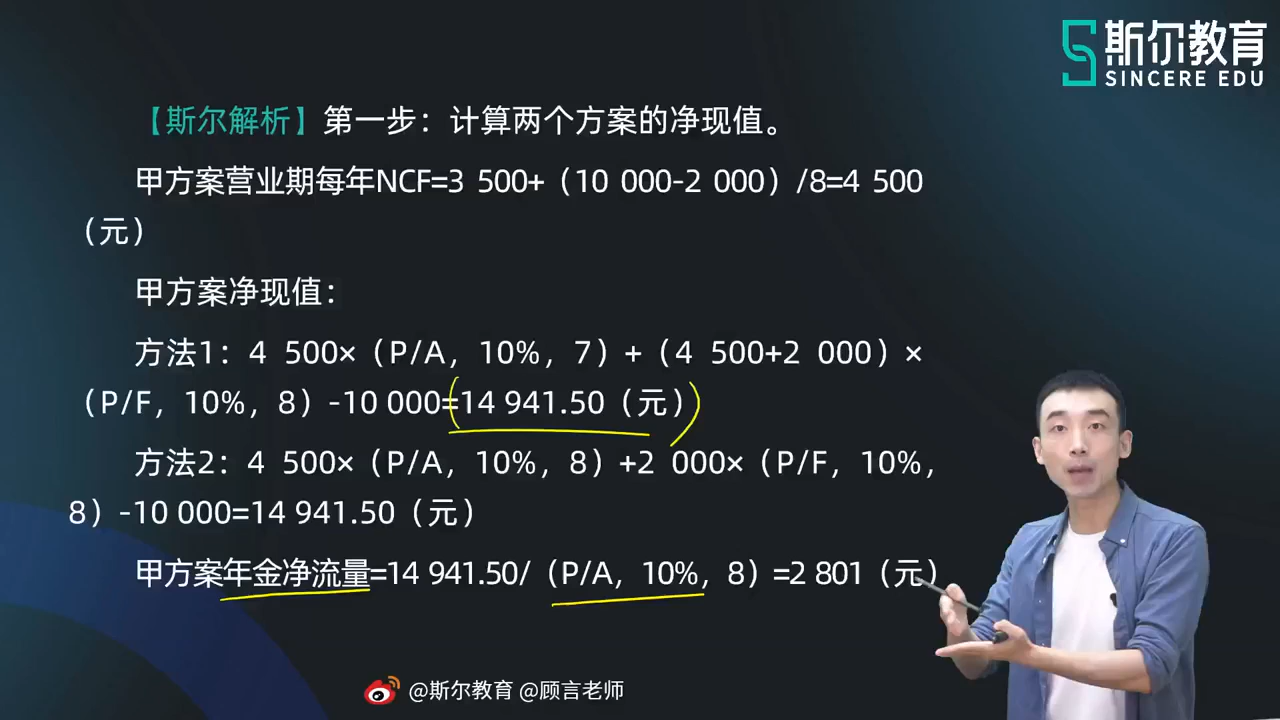 斯尔教育
SINCERE EDU
【斯尔解析】第一步：计算两个方案的净现值。
甲方案营业期每年NCF=3 500+（10 000-2 000）/8=4 500
（元）
甲方案净现值：
方法1：4 500×（P/A，10%，7）+（4 500+2 000）×
（P/F，10%，8）-10 000=14 941.50（元）
方法2：4 500×（P/A，10%，8）+2 000×（P/F，10%，
8）-10 000=14 941.50（元）
甲方案年金净流量=14 941.50/（P/A，10%，8）=2 801（元）
@斯尔教育 @顾言老师